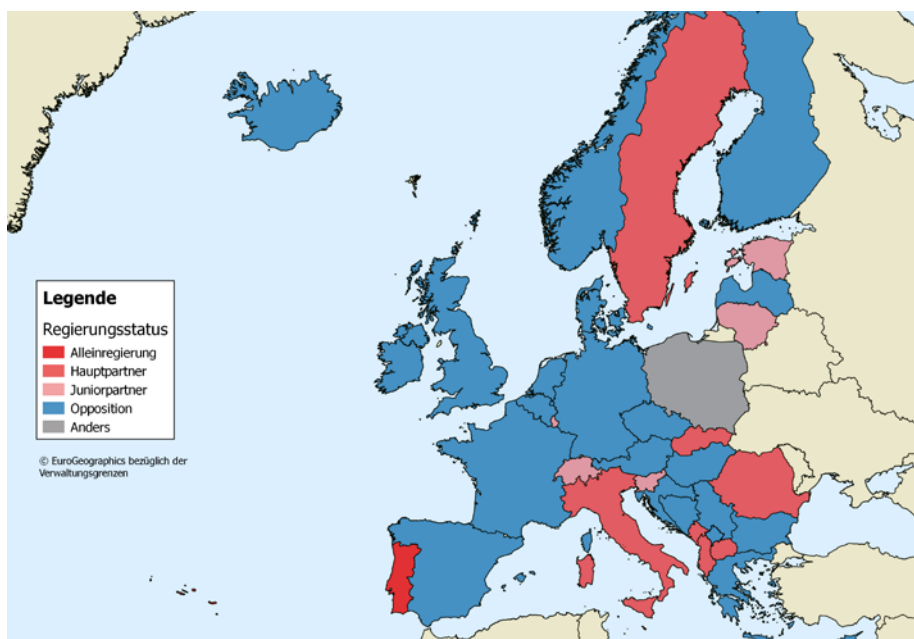 Legende
Regierungsstatus
Alleinregierung
Hauptpartner
Juniorpartner
Opposition
Anders
© EuroGeographics bezüglich der
Verwaltungsgrenzen